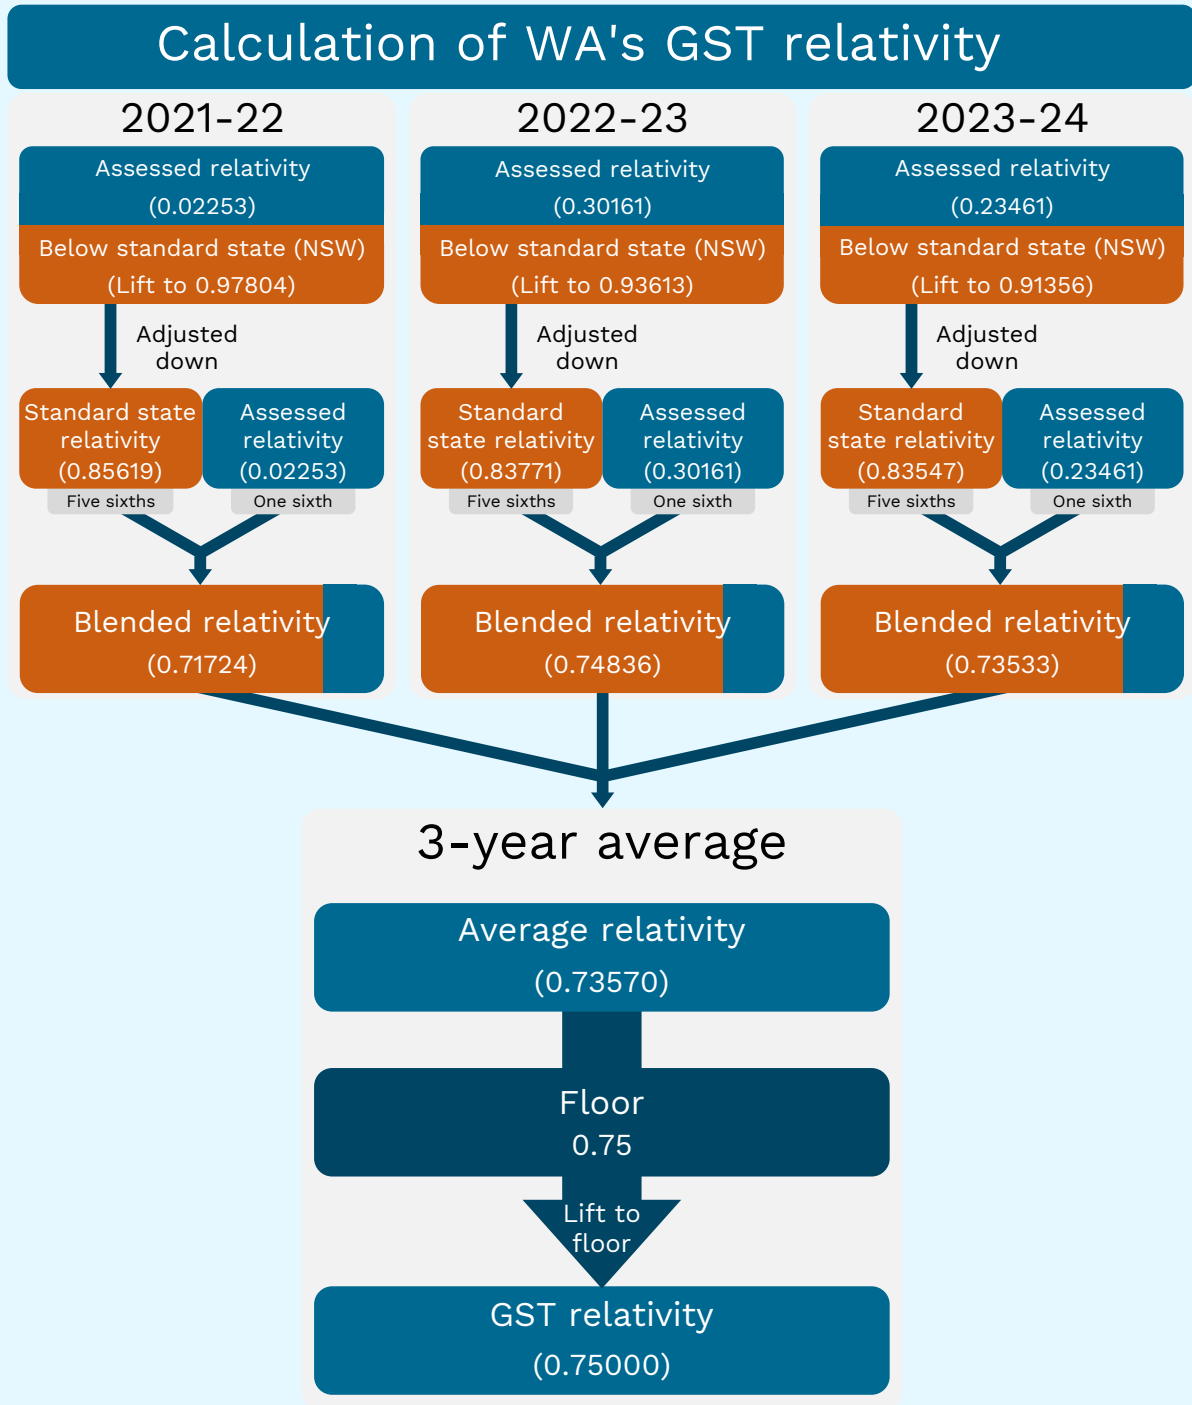 Calculation of WA's GST relativity
2021-22
Assessed relativity
(0.02253)
Below standard state (NSW)
(Lift to 0.97804)
Adjusted
down
Standard state
relativity
(0.85619)
Five sixths
Assessed
relativity
(0.02253)
One sixth
Blended relativity
(0.71724)
2022-23
Assessed relativity
(0.30161)
Below standard state (NSW)
(Lift to 0.93613)
Adjusted
down
Standard
state relativity
(0.83771)
Five sixths
Assessed
relativity
(0.30161)
One sixth
Blended relativity
(0.74836)
2023-24
Assessed relativity
(0.23461)
Below standard state (NSW)
(Lift to 0.91356)
Adjusted
down
Standard
state relativity
(0.83547)
Five sixths
Assessed
relativity
(0.23461)
One sixth
Blended relativity
(0.73533)
3-year average
Average relativity
(0.73570)
Floor
0.75
Lift to
floor
GST relativity
(0.75000)